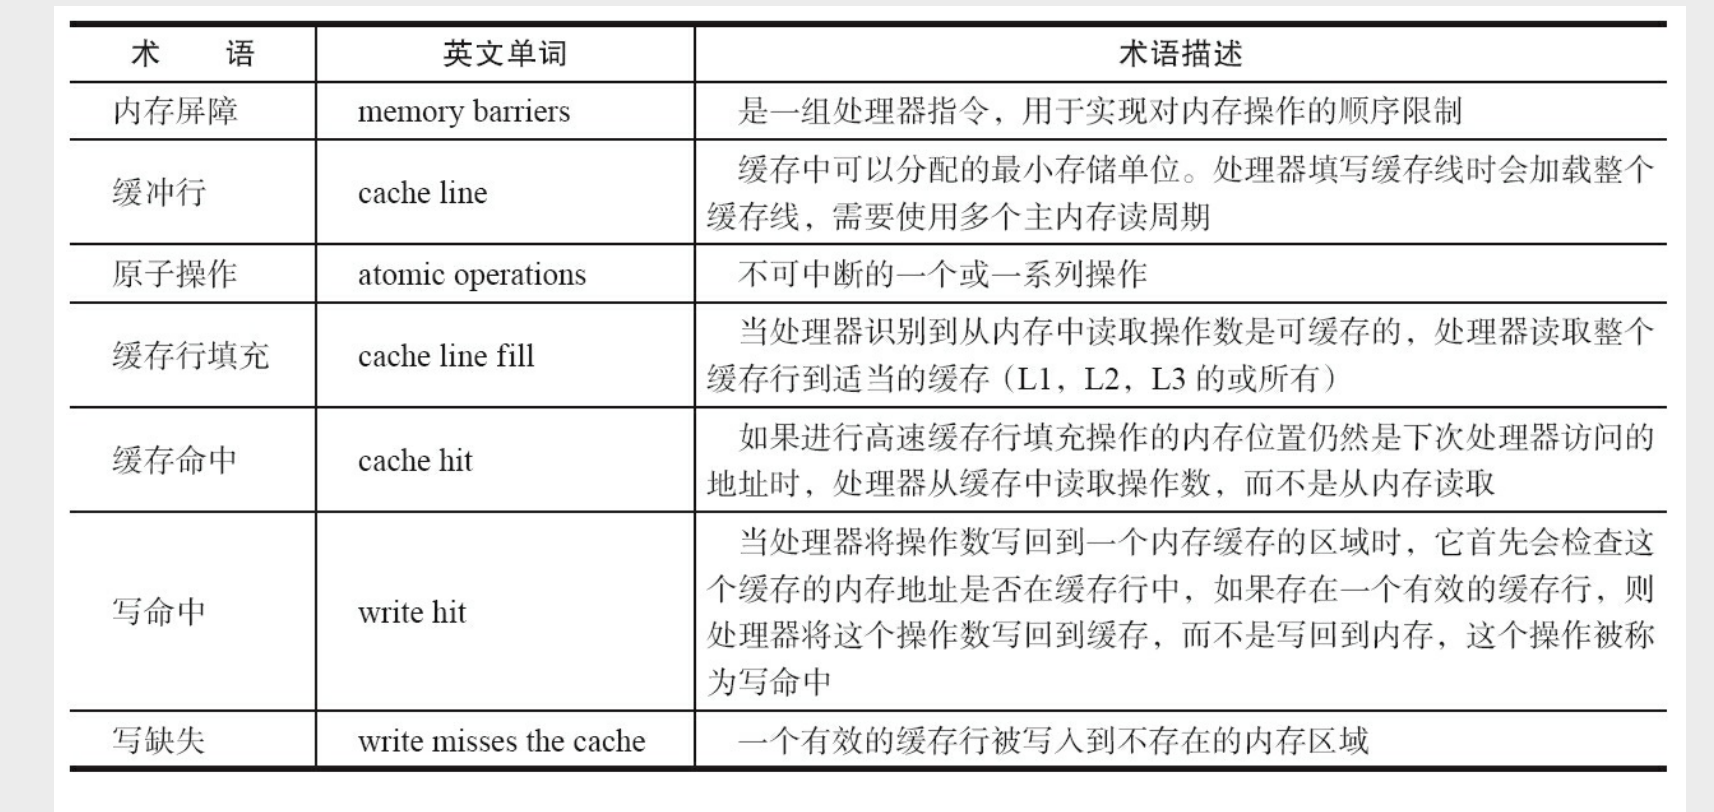 术 语 英文单词 术语描述
内存屏障 memory barriers 是一组处理器指令，用于实现对内存操作的顺序限制
缓冲行 cache line 缓存中可以分配的最小存储单位。处理器填写缓存线时会加载整个
缓存线，需要使用多个主内存读周期
原子操作 atomic operations 不可中断的一个或一系列操作
缓存行填充 cache line fill 当处理器识别到从内存中读取操作数是可缓存的，处理器读取整个
缓存行到适当的缓存（L1，L2，L3 的或所有）
缓存命中 cache hit 如果进行高速缓存行填充操作的内存位置仍然是下次处理器访问的
地址时，处理器从缓存中读取操作数，而不是从内存读取
写命中 write hit 当处理器将操作数写回到一个内存缓存的区域时，它首先会检查这
个缓存的内存地址是否在缓存行中，如果存在一个有效的缓存行，则
处理器将这个操作数写回到缓存，而不是写回到内存，这个操作被称
为写命中
写缺失 write misses the cache 一个有效的缓存行被写入到不存在的内存区域